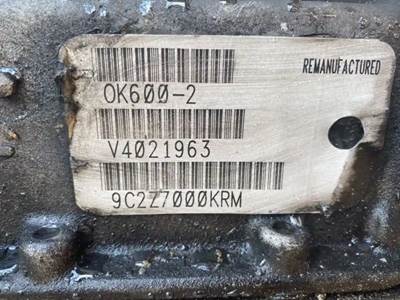 REMANUFACTURED
OK600-2
V4021963
9C2Z7000KRM